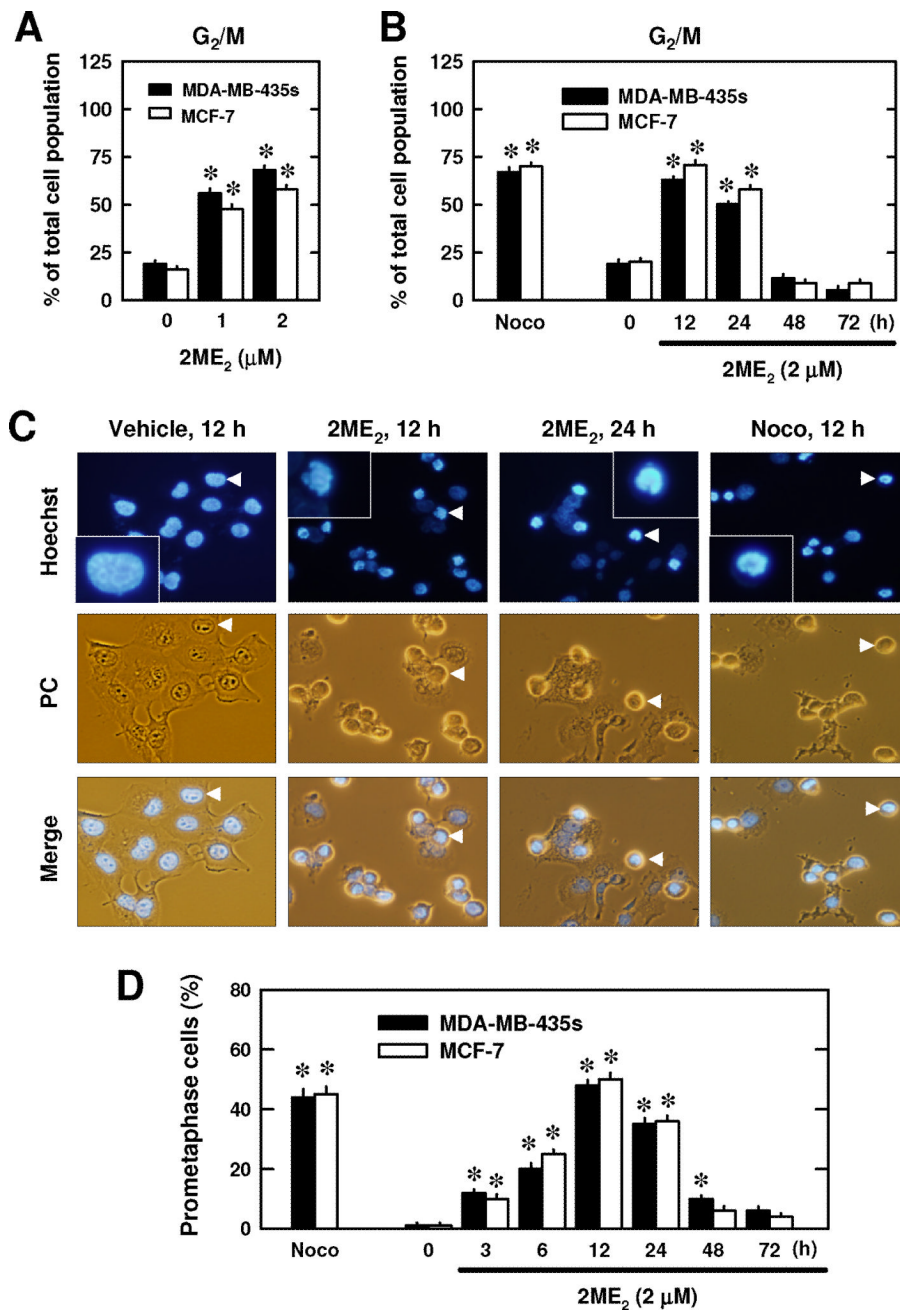 A
G2/M
% of total cell population
125
100
75
50
25
0
MDA-MB-435s
MCF-7
* * * *
0 1 2
2ME2 (μM)
B
G2/M
% of total cell population
125
100
75
50
25
0
MDA-MB-435s
MCF-7
* * * * * *
Noco 0 12 24 48 72 (h)
2ME2 (2 μM)
C
Vehicle, 12 h 2ME2, 12 h 2ME2, 24 h Noco, 12 h
Hoechst
PC
Merge
D
Prometaphase cells (%)
80
60
40
20
0
MDA-MB-435s
MCF-7
* * * * * * * * * * *
Noco 0 3 6 12 24 48 72 (h)
2ME2 (2 μM)